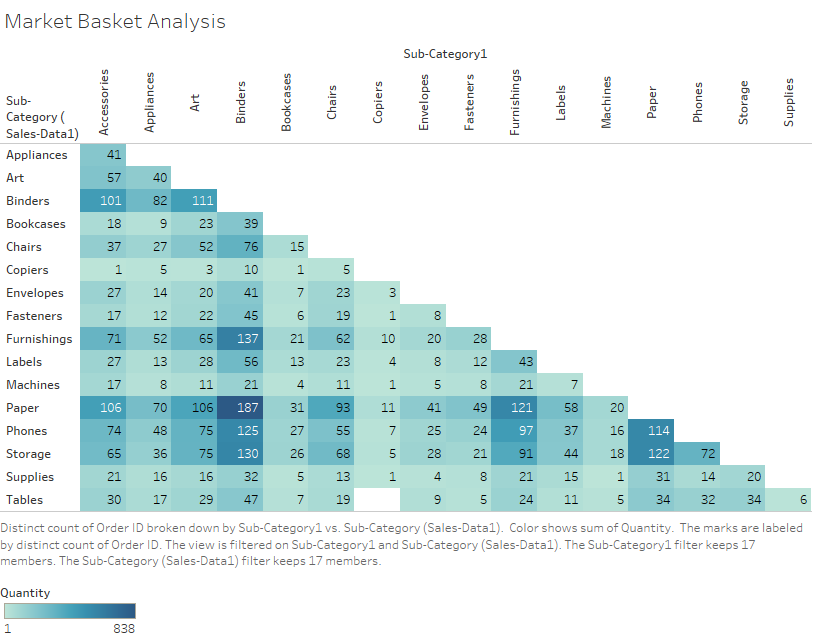 Market Basket Analysis
Sub-Category1
Sub-
Category (
Sales-Data1)
Accessories
Appliances
Art
Binders
Bookcases
Chairs
Copiers
Envelopes
Fasteners
Furnishings
Labels
Machines
Paper
Phones
Storage
Supplies
Appliances 41
Art 57 40
Binders 101 82 111
Bookcases 18 9 23 39
Chairs 37 27 52 76 15
Copiers 1 5 3 10 1 5
Envelopes 27 14 20 41 7 23 3
Fasteners 17 12 22 45 6 19 1 8
Furnishings 71 52 65 137 21 62 10 20 28
Labels 27 13 28 56 13 23 4 8 12 43
Machines 17 8 11 21 4 11 1 5 8 21 7
Paper 106 70 106 187 31 93 11 41 49 121 58 20
Phones 74 48 75 125 27 55 7 25 24 97 37 16 114
Storage 65 36 75 130 26 68 5 28 21 91 44 18 122 72
Supplies 21 16 16 32 5 13 1 4 8 21 15 1 31 14 20
Tables 30 17 29 47 7 19 9 5 24 11 5 34 32 34 6
Distinct count of Order ID broken down by Sub-Category1 vs. Sub-Category (Sales-Data1). Color shows sum of Quantity. The marks are labeled
by distinct count of Order ID. The view is filtered on Sub-Category1 and Sub-Category (Sales-Data1). The Sub-Category1 filter keeps 17
members. The Sub-Category (Sales-Data1) filter keeps 17 members.
Quantity
1 838